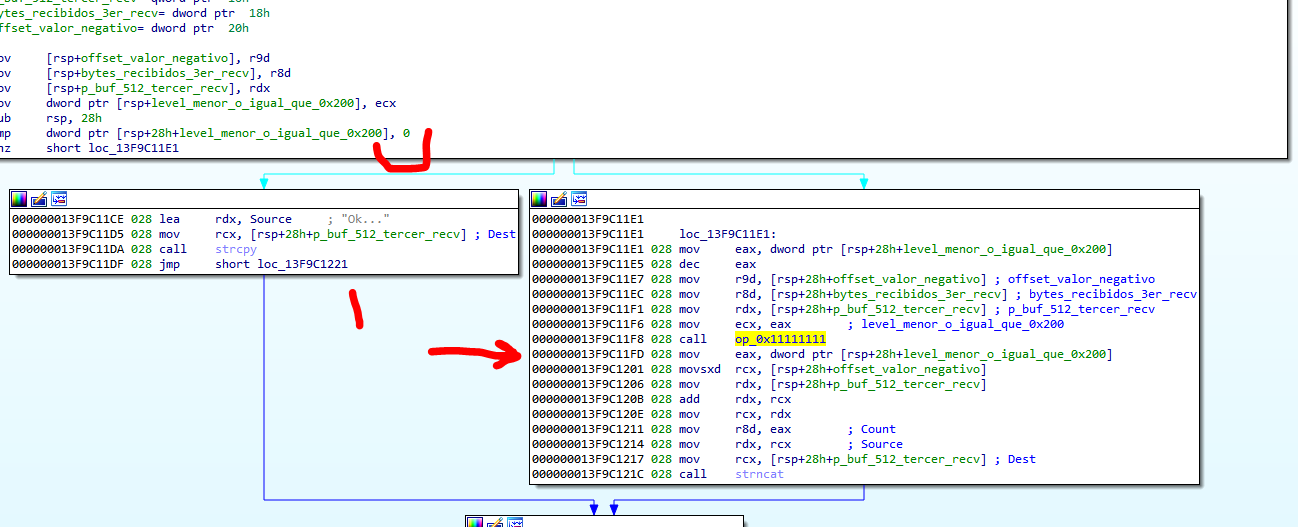 ytes_recibidos_3er_recv= dword ptr  18h
ffset_valor_negativo= dword ptr  20h
ov     [rsp+offset_valor_negativo], r9d
ov     [rsp+bytes_recibidos_3er_recv], r8d
ov     [rsp+p_buf_512_tercer_recv], rdx
ov     dword ptr [rsp+level_menor_o_igual_que_0x200], ecx
ub     rsp, 28h
mp     dword ptr [rsp+28h+level_menor_o_igual_que_0x200], 0
nz     short loc_13F9C11E1
000000013F9C11CE 028 lea     rdx, Source     ; "Ok..."
000000013F9C11D5 028 mov     rcx, [rsp+28h+p_buf_512_tercer_recv] ; Dest
000000013F9C11DA 028 call    strcpy
000000013F9C11DF 028 jmp     short loc_13F9C1221
000000013F9C11E1
000000013F9C11E1     loc_13F9C11E1:
000000013F9C11E1 028 mov     eax, dword ptr [rsp+28h+level_menor_o_igual_que_0x200]
000000013F9C11E5 028 dec     eax
000000013F9C11E7 028 mov     r9d, [rsp+28h+offset_valor_negativo] ; offset_valor_negativo
000000013F9C11EC 028 mov     r8d, [rsp+28h+bytes_recibidos_3er_recv] ; bytes_recibidos_3er_recv
000000013F9C11F1 028 mov     rdx, [rsp+28h+p_buf_512_tercer_recv] ; p_buf_512_tercer_recv
000000013F9C11F6 028 mov     ecx, eax        ; level_menor_o_igual_que_0x200
000000013F9C11F8 028 call    op_0x11111111
000000013F9C11FD 028 mov     eax, dword ptr [rsp+28h+level_menor_o_igual_que_0x200]
000000013F9C1201 028 movsxd  rcx, [rsp+28h+offset_valor_negativo]
000000013F9C1206 028 mov     rdx, [rsp+28h+p_buf_512_tercer_recv]
000000013F9C120B 028 add     rdx, rcx
000000013F9C120E 028 mov     rcx, rdx
000000013F9C1211 028 mov     r8d, eax        ; Count
000000013F9C1214 028 mov     rdx, rcx        ; Source
000000013F9C1217 028 mov     rcx, [rsp+28h+p_buf_512_tercer_recv] ; Dest
000000013F9C121C 028 call    strncat